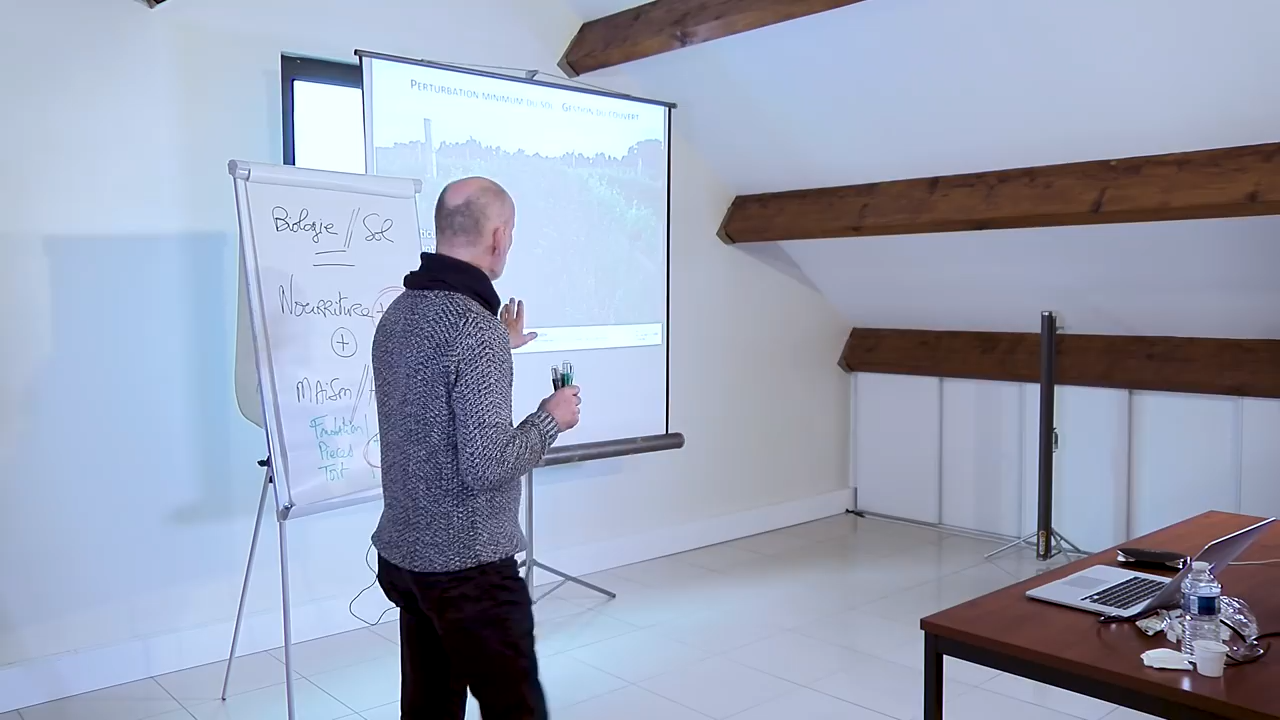 PERTURBATION MINIMUM DU SOL GESTION DU COUVERT
Biologie // Sol
Nourriture
+
MAison //
Fondation
Pieces
Toit